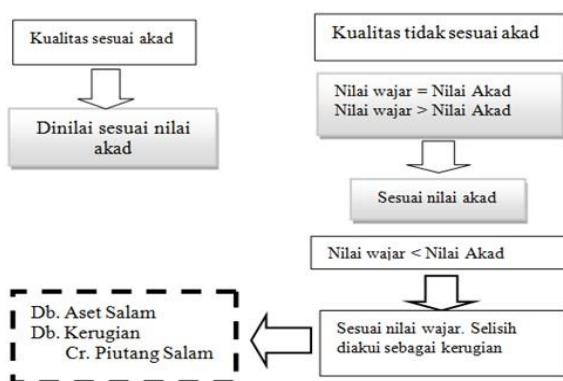 Kualitas sesuai akad
Dinilai sesuai nilai
akad
Kualitas tidak sesuai akad
Nilai wajar = Nilai Akad
Nilai wajar > Nilai Akad
Sesuai nilai akad
Nilai wajar < Nilai Akad
Sesuai nilai wajar. Selisih
diakui sebagai kerugian
Db. Aset Salam
Db. Kerugian
Cr. Piutang Salam